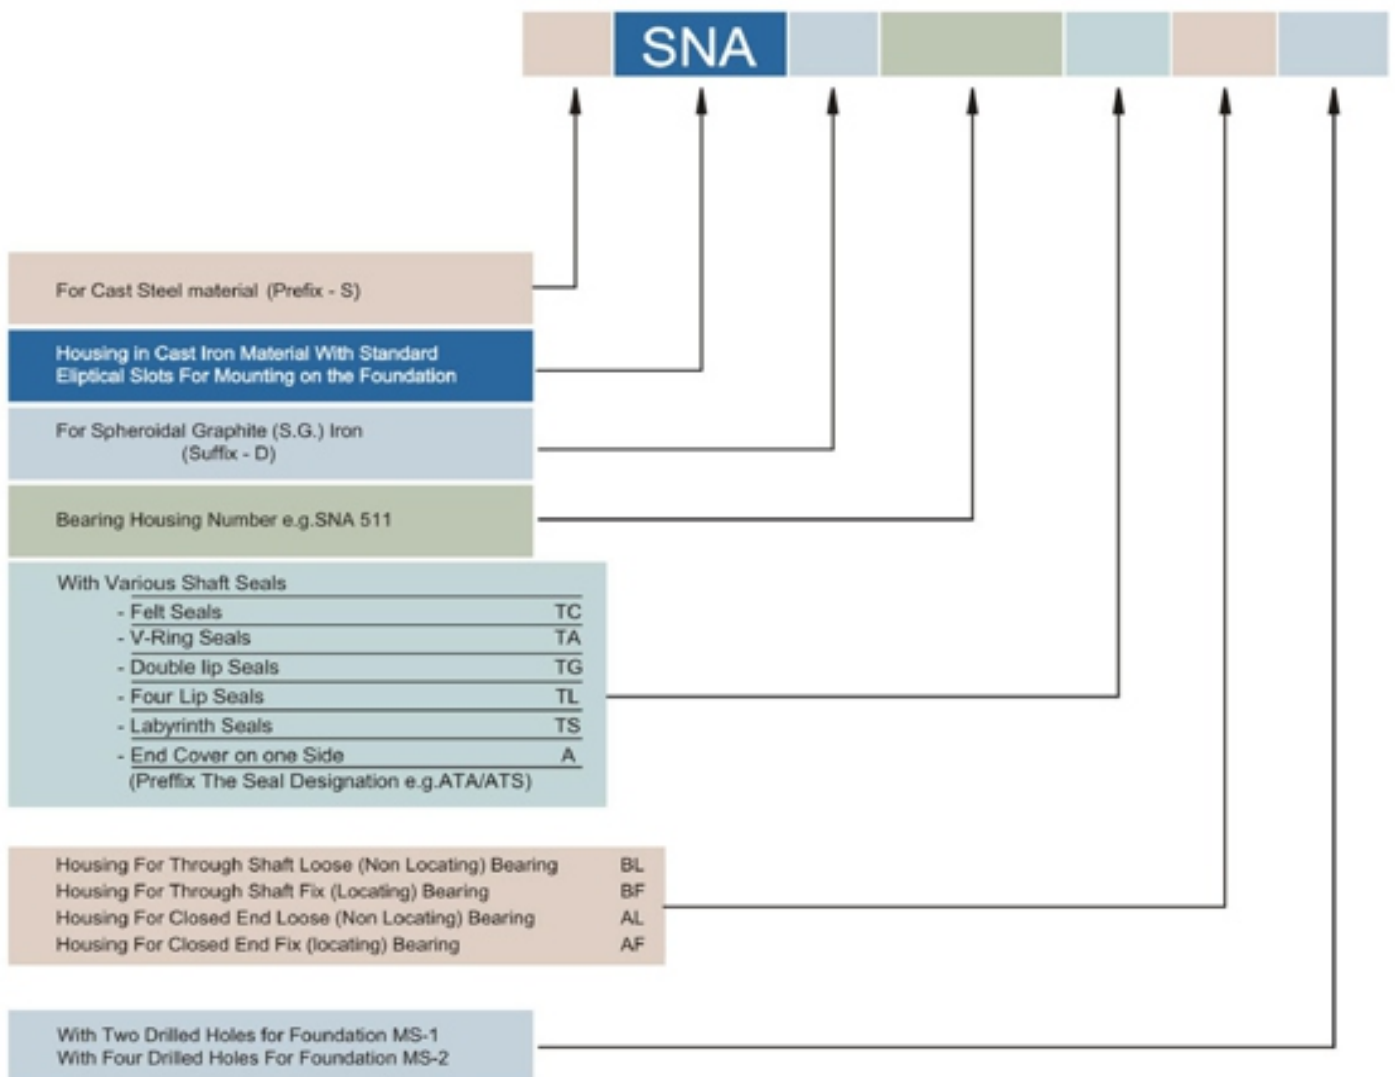 SNA
For Cast Steel material (Prefix - S)
Housing in Cast Iron Material With Standard
Eliptical Slots For Mounting on the Foundation
For Spheroidal Graphite (S.G.) Iron
(Suffix - D)
Bearing Housing Number e.g.SNA 511
With Various Shaft Seals
- Felt Seals TC
- V-Ring Seals TA
- Double lip Seals TG
- Four Lip Seals TL
- Labyrinth Seals TS
- End Cover on one Side A
(Preffix The Seal Designation e.g.ATA/ATS)
Housing For Through Shaft Loose (Non Locating) Bearing BL
Housing For Through Shaft Fix (Locating) Bearing BF
Housing For Closed End Loose (Non Locating) Bearing AL
Housing For Closed End Fix (locating) Bearing AF
With Two Drilled Holes for Foundation MS-1
With Four Drilled Holes For Foundation MS-2